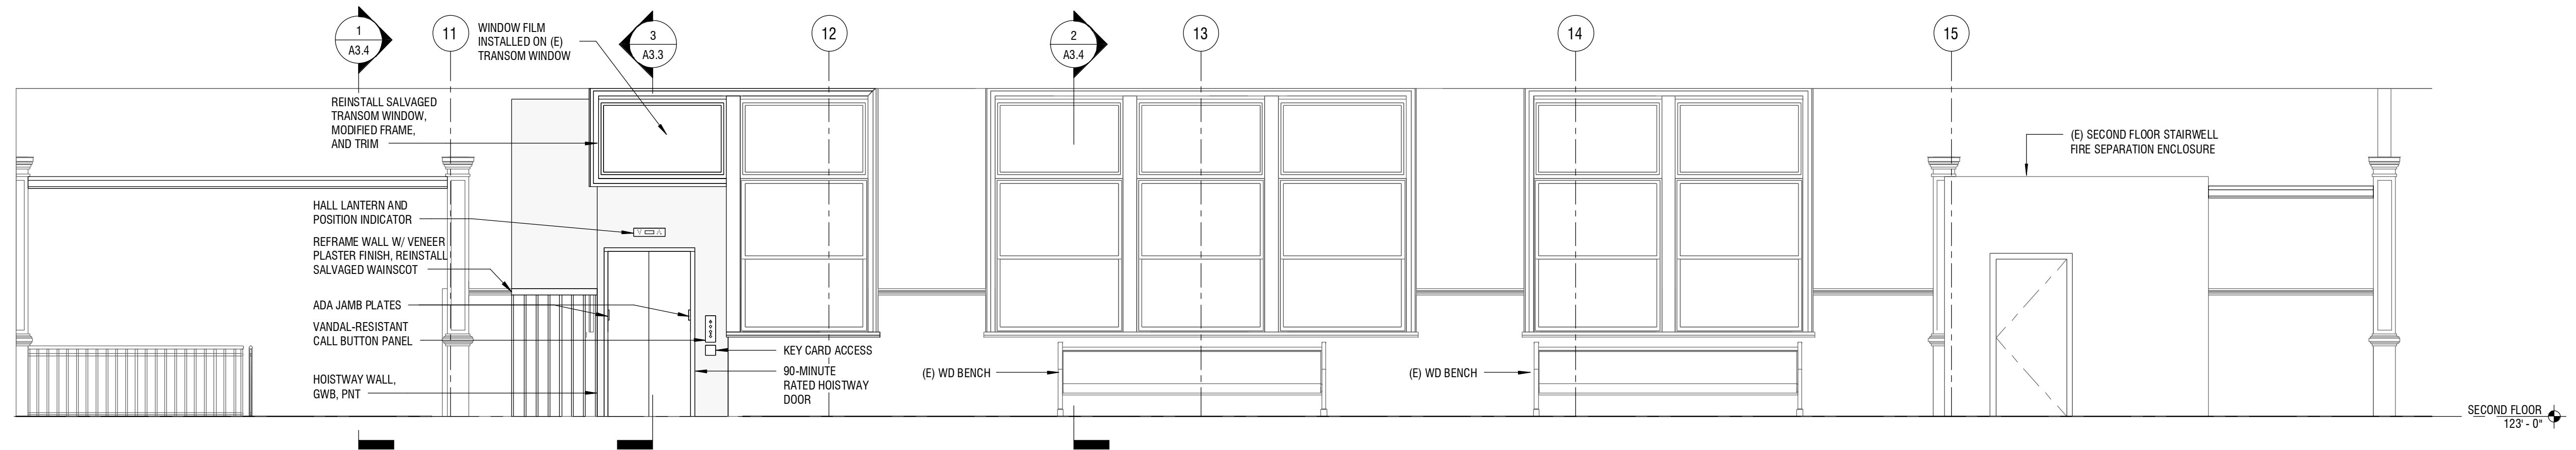 1
A3.4
11
WINDOW FILM
INSTALLED ON (E)
TRANSOM WINDOW
3
A3.3
12
2
A3.4
13
14
15
REINSTALL SALVAGED
TRANSOM WINDOW,
MODIFIED FRAME,
AND TRIM
(E) SECOND FLOOR STAIRWELL
FIRE SEPARATION ENCLOSURE
HALL LANTERN AND
POSITION INDICATOR
REFRAME WALL W/ VENEER
PLASTER FINISH, REINSTALL
SALVAGED WAINSCOT
ADA JAMB PLATES
VANDAL-RESISTANT
CALL BUTTON PANEL
HOISTWAY WALL,
GWB, PNT
KEY CARD ACCESS
90-MINUTE
RATED HOISTWAY
DOOR
(E) WD BENCH
(E) WD BENCH
SECOND FLOOR
123' - 0"